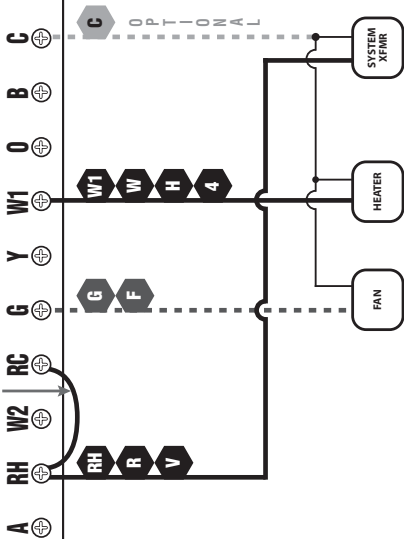 A RH W2 RC G Y W1 O B C
RH
R
V
G
F
W1
W
H
4
C
OPTIONAL
FAN
HEATER
SYSTEM
XFMR